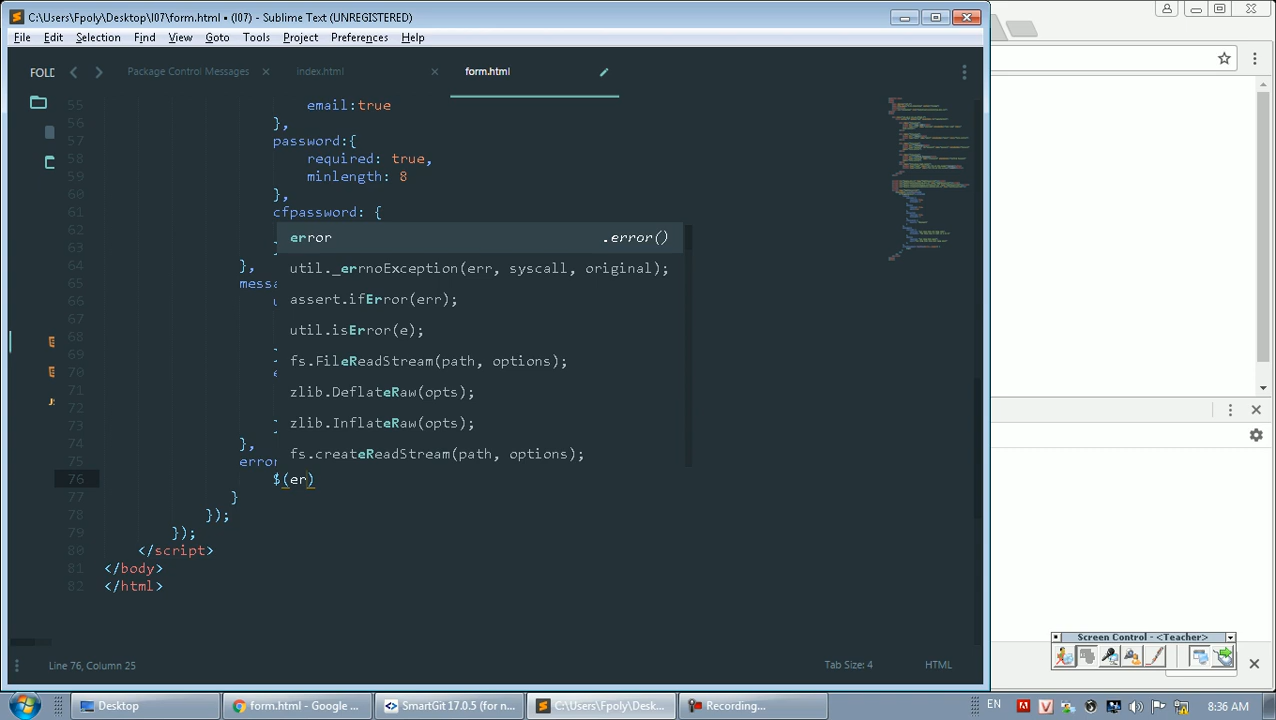 C:\Users\Fpoly\Desktop\l07\form.html • (l07) - Sublime Text (UNREGISTERED)
File Edit Selection Find View Goto Tools Project Preferences Help
FOLD Package Control Messages index.html form.html
55 email:true
56 },
57 password:{
58 required: true,
59 minlength: 8
60 },
61 cfpassword: {
62
63 error .error()
64 } util._errnoException(err, syscall, original);
},
65 messa assert.ifError(err);
66 u
67 util.isError(e);
68
69 } fs.FileReadStream(path, options);
70 e
71 zlib.DeflateRaw(opts);
72
73 } zlib.InflateRaw(opts);
74 },
75 erro fs.createReadStream(path, options);
76 $(er)
77 }
78 });
79 });
80 </script>
81 </body>
82 </html>
Line 76, Column 25 Tab Size: 4 HTML
Screen Control - <Teacher>
Desktop form.html - Google ... SmartGit 17.0.5 (for n... C:\Users\Fpoly\Desk... Recording... EN 8:36 AM